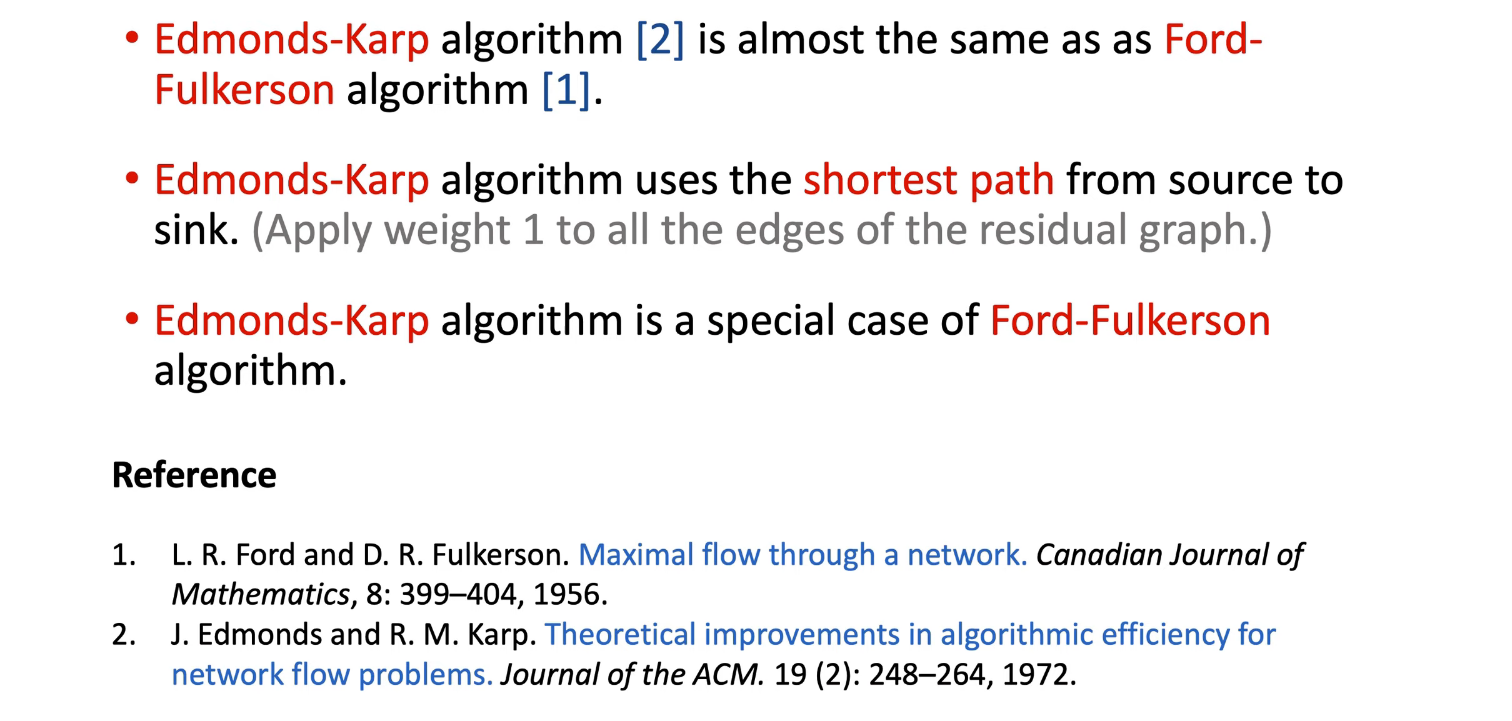 • Edmonds-Karp algorithm [2] is almost the same as as Ford-
Fulkerson algorithm [1].
• Edmonds-Karp algorithm uses the shortest path from source to
sink. (Apply weight 1 to all the edges of the residual graph.)
• Edmonds-Karp algorithm is a special case of Ford-Fulkerson
algorithm.
Reference
1. L. R. Ford and D. R. Fulkerson. Maximal flow through a network. Canadian Journal of
Mathematics, 8: 399–404, 1956.
2. J. Edmonds and R. M. Karp. Theoretical improvements in algorithmic efficiency for
network flow problems. Journal of the ACM. 19 (2): 248–264, 1972.